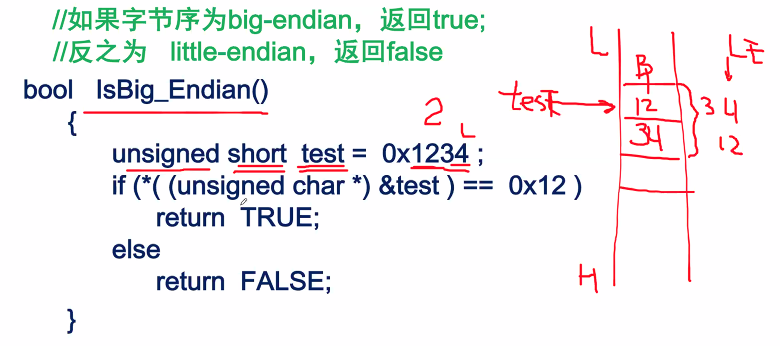 //如果字节序为big-endian，返回true;
//反之为 little-endian，返回false
bool IsBig_Endian()
{
unsigned short test = 0x1234 ;
if (*( (unsigned char *) &test ) == 0x12 )
return TRUE;
else
return FALSE;
}
2
L
test
L
B
12
34
H
LE
34
12